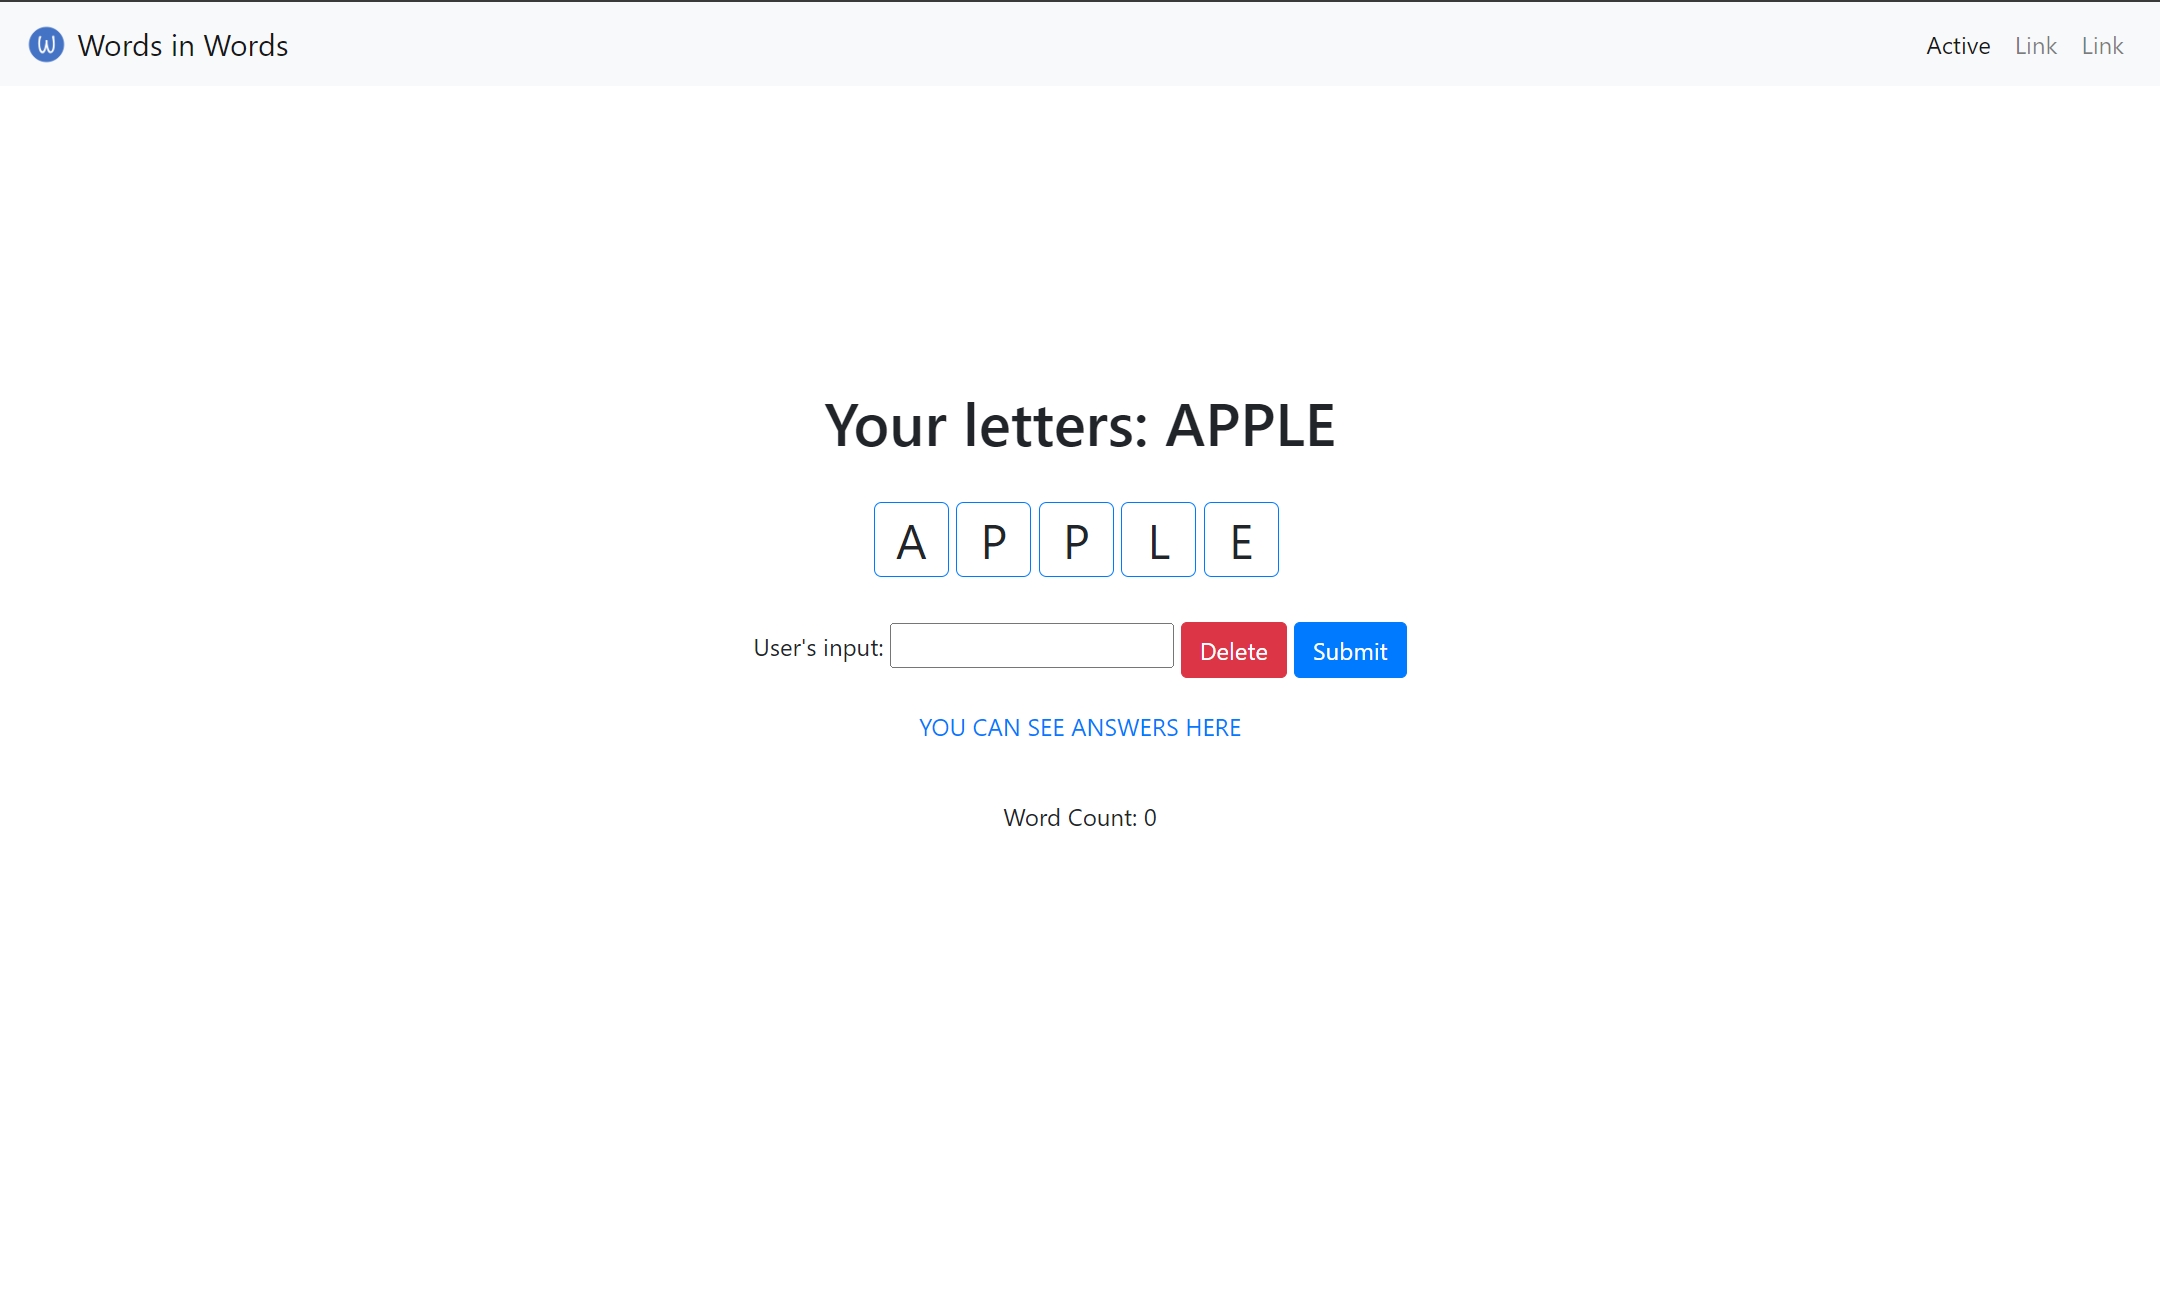 W Words in Words Active Link Link
Your letters: APPLE
A P P L E
User's input: Delete Submit
YOU CAN SEE ANSWERS HERE
Word Count: 0